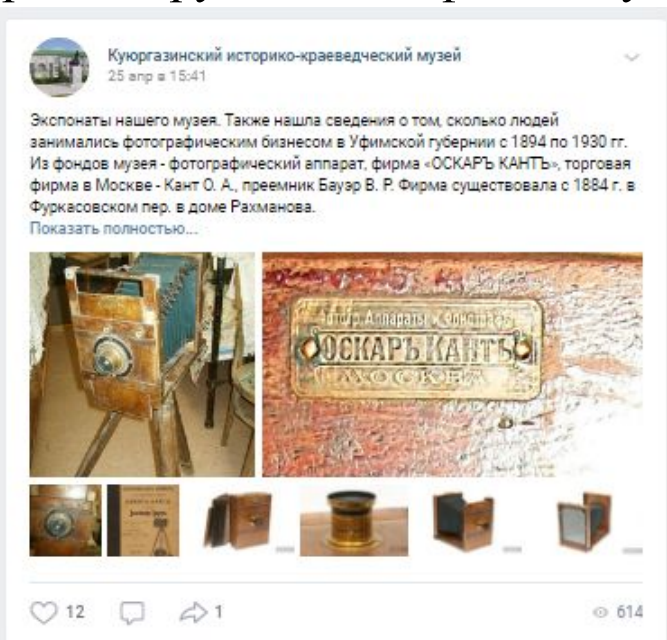 Куюргазинский историко-краеведческий музей
25 апр в 15:41
Экспонаты нашего музея. Также нашла сведения о том, сколько людей
занимались фотографическим бизнесом в Уфимской губернии с 1894 по 1930 гг.
Из фондов музея - фотографический аппарат, фирма «ОСКАРЪ КАНТЪ», торговая
фирма в Москве - Кант О. А., преемник Бауэр В. Р. Фирма существовала с 1884 г. в
Фуркасовском пер. в доме Рахманова.
Показать полностью...
Аппараты и Фонографы
ОСКАРЪ КАНТЪ
МОСКВА
12
1
614